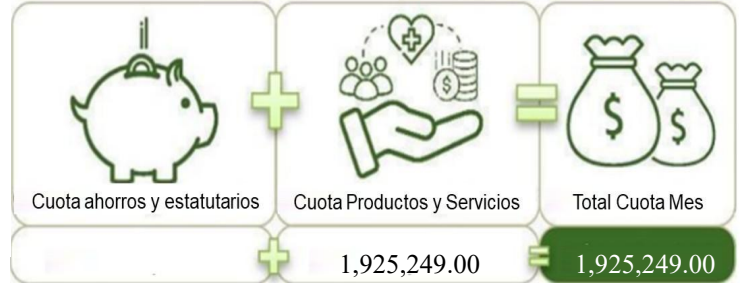 Cuota ahorros y estatutarios
Cuota Productos y Servicios
Total Cuota Mes
1,925,249.00
1,925,249.00